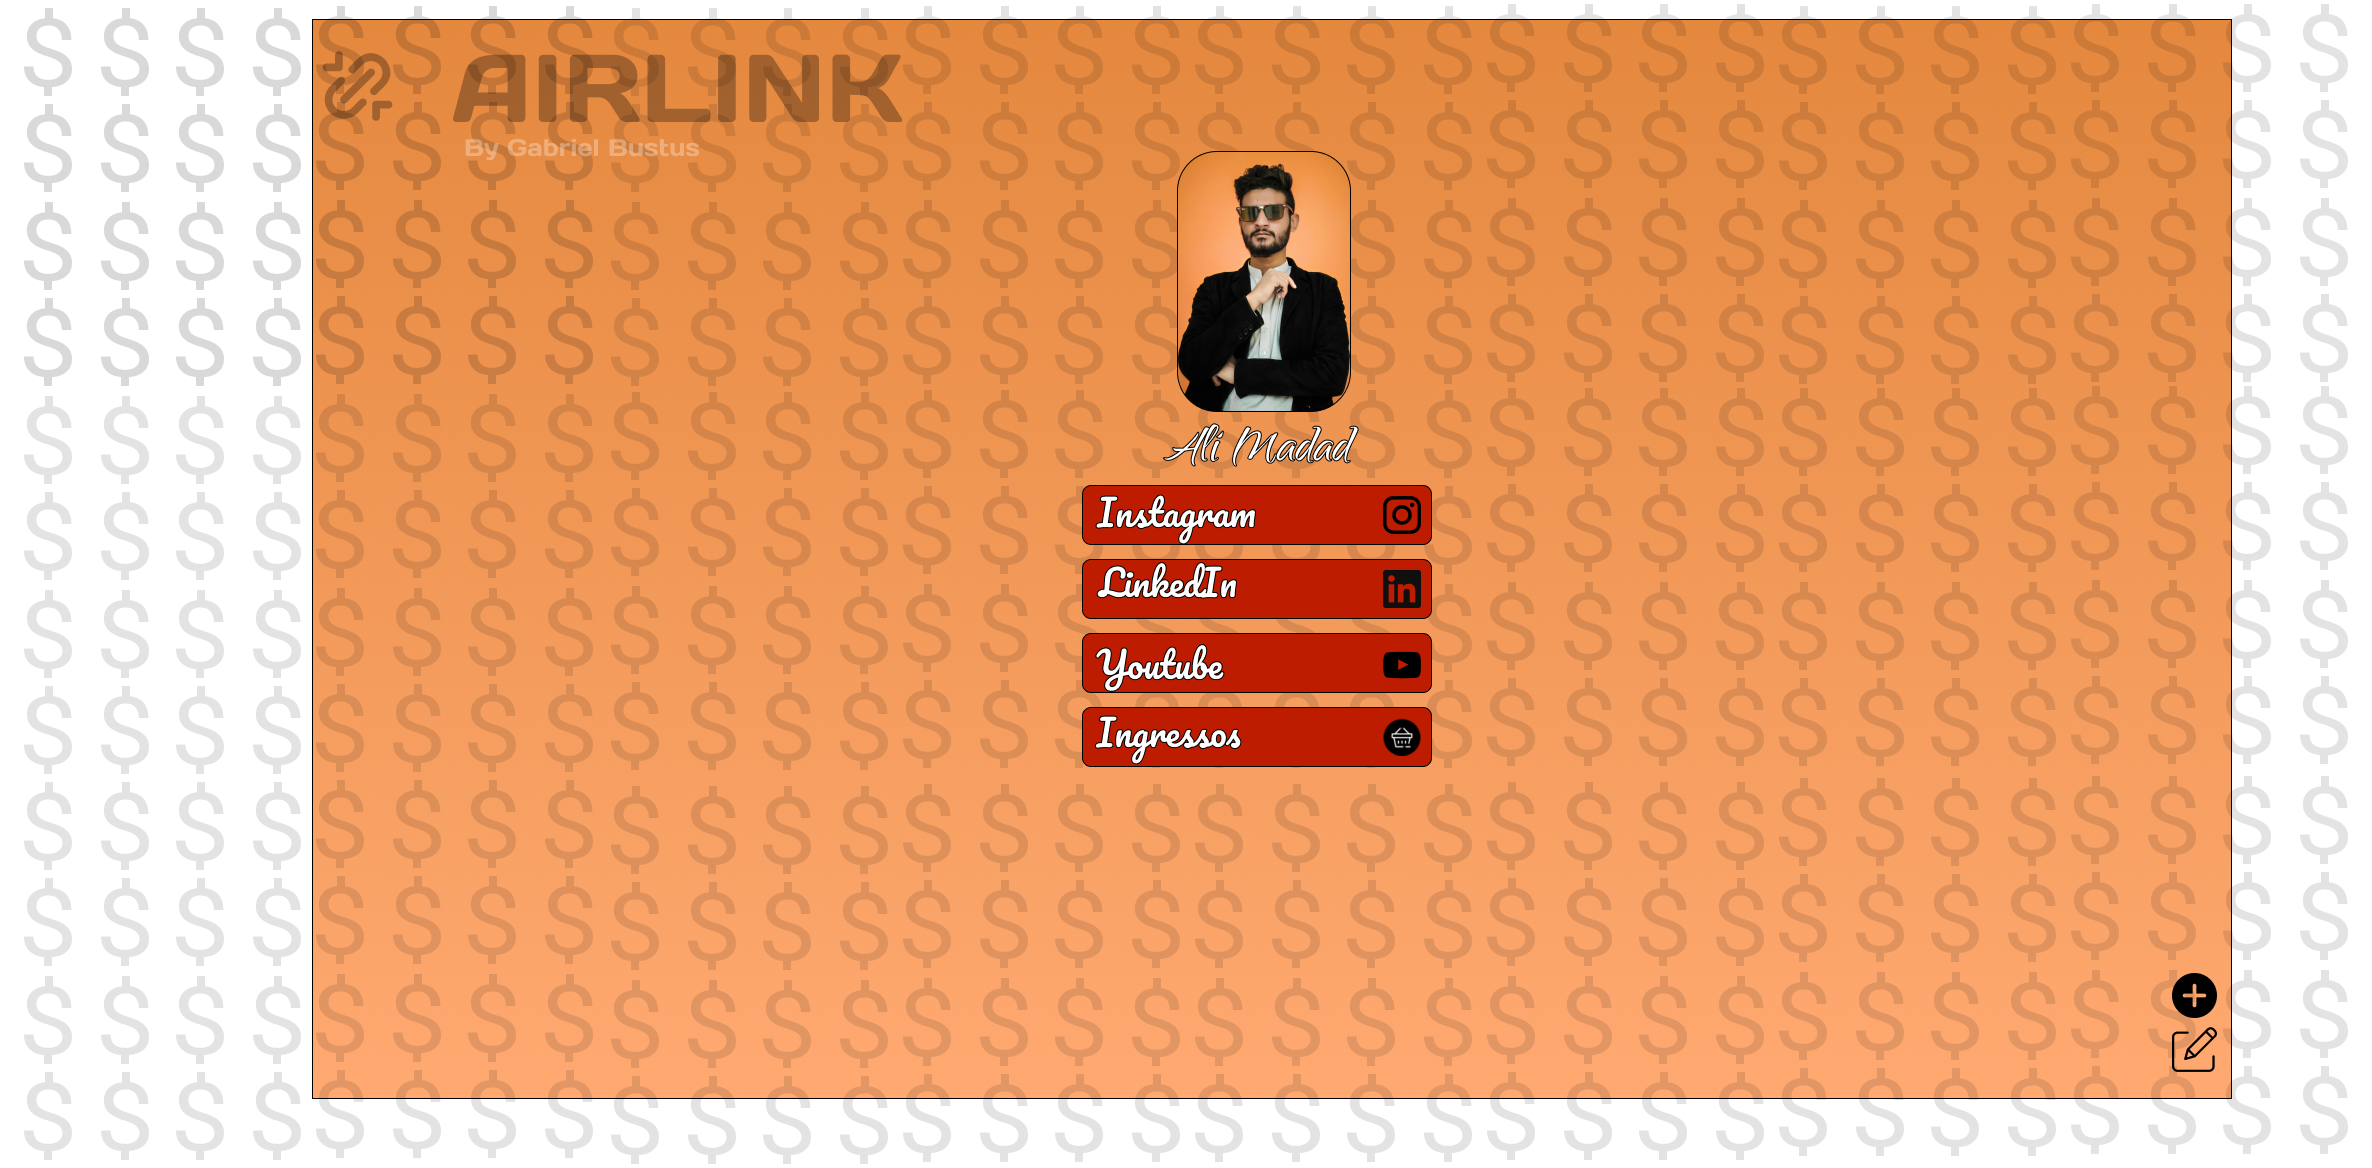 AIRLINK
By Gabriel Bustus
Ali Madad
Instagram
LinkedIn
Youtube
Ingressos